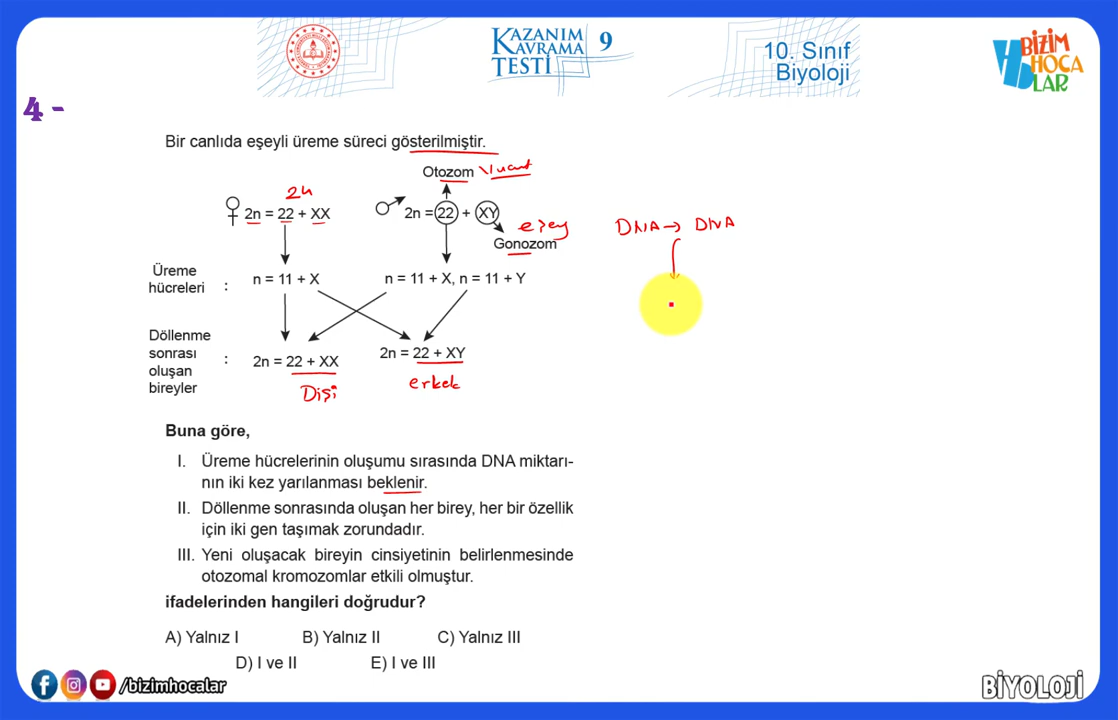 KAZANIM
KAVRAMA
TESTİ
9
10. Sınıf
Biyoloji
BİZİM
HOCA
LAR
4 -
Bir canlıda eşeyli üreme süreci gösterilmiştir.
Otozom Vücut
2n
♀ 2n = 22 + XX
♂ 2n = 22 + XY
eşey
Gonozom
DNA → DNA
Üreme
hücreleri :
n = 11 + X
n = 11 + X, n = 11 + Y
Döllenme
sonrası
oluşan
bireyler :
2n = 22 + XX
2n = 22 + XY
Dişi
erkek
Buna göre,
I. Üreme hücrelerinin oluşumu sırasında DNA miktarı-
nın iki kez yarılanması beklenir.
II. Döllenme sonrasında oluşan her birey, her bir özellik
için iki gen taşımak zorundadır.
III. Yeni oluşacak bireyin cinsiyetinin belirlenmesinde
otozomal kromozomlar etkili olmuştur.
ifadelerinden hangileri doğrudur?
A) Yalnız I B) Yalnız II C) Yalnız III
D) I ve II E) I ve III
/bizimhocalar
BİYOLOJİ